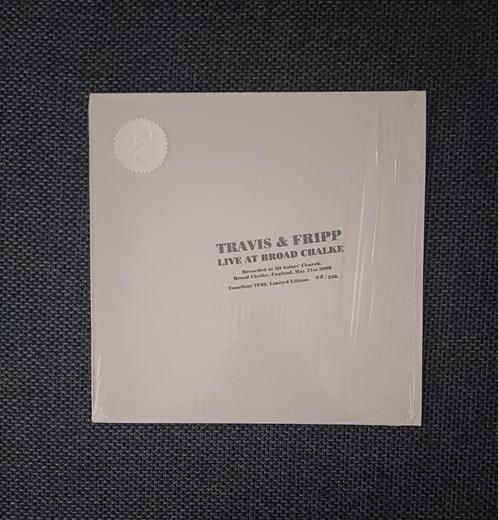 TRAVIS & FRIPP
LIVE AT BROAD CHALKE
Recorded at All Saints' Church,
Broad Chalke, England, May 21st 2009
Tonefloat TF88, Limited Edition /250.